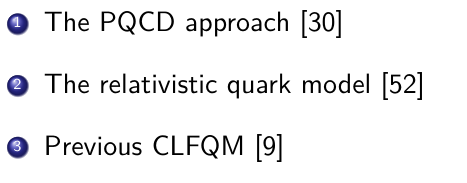 1 The PQCD approach [30]
2 The relativistic quark model [52]
3 Previous CLFQM [9]